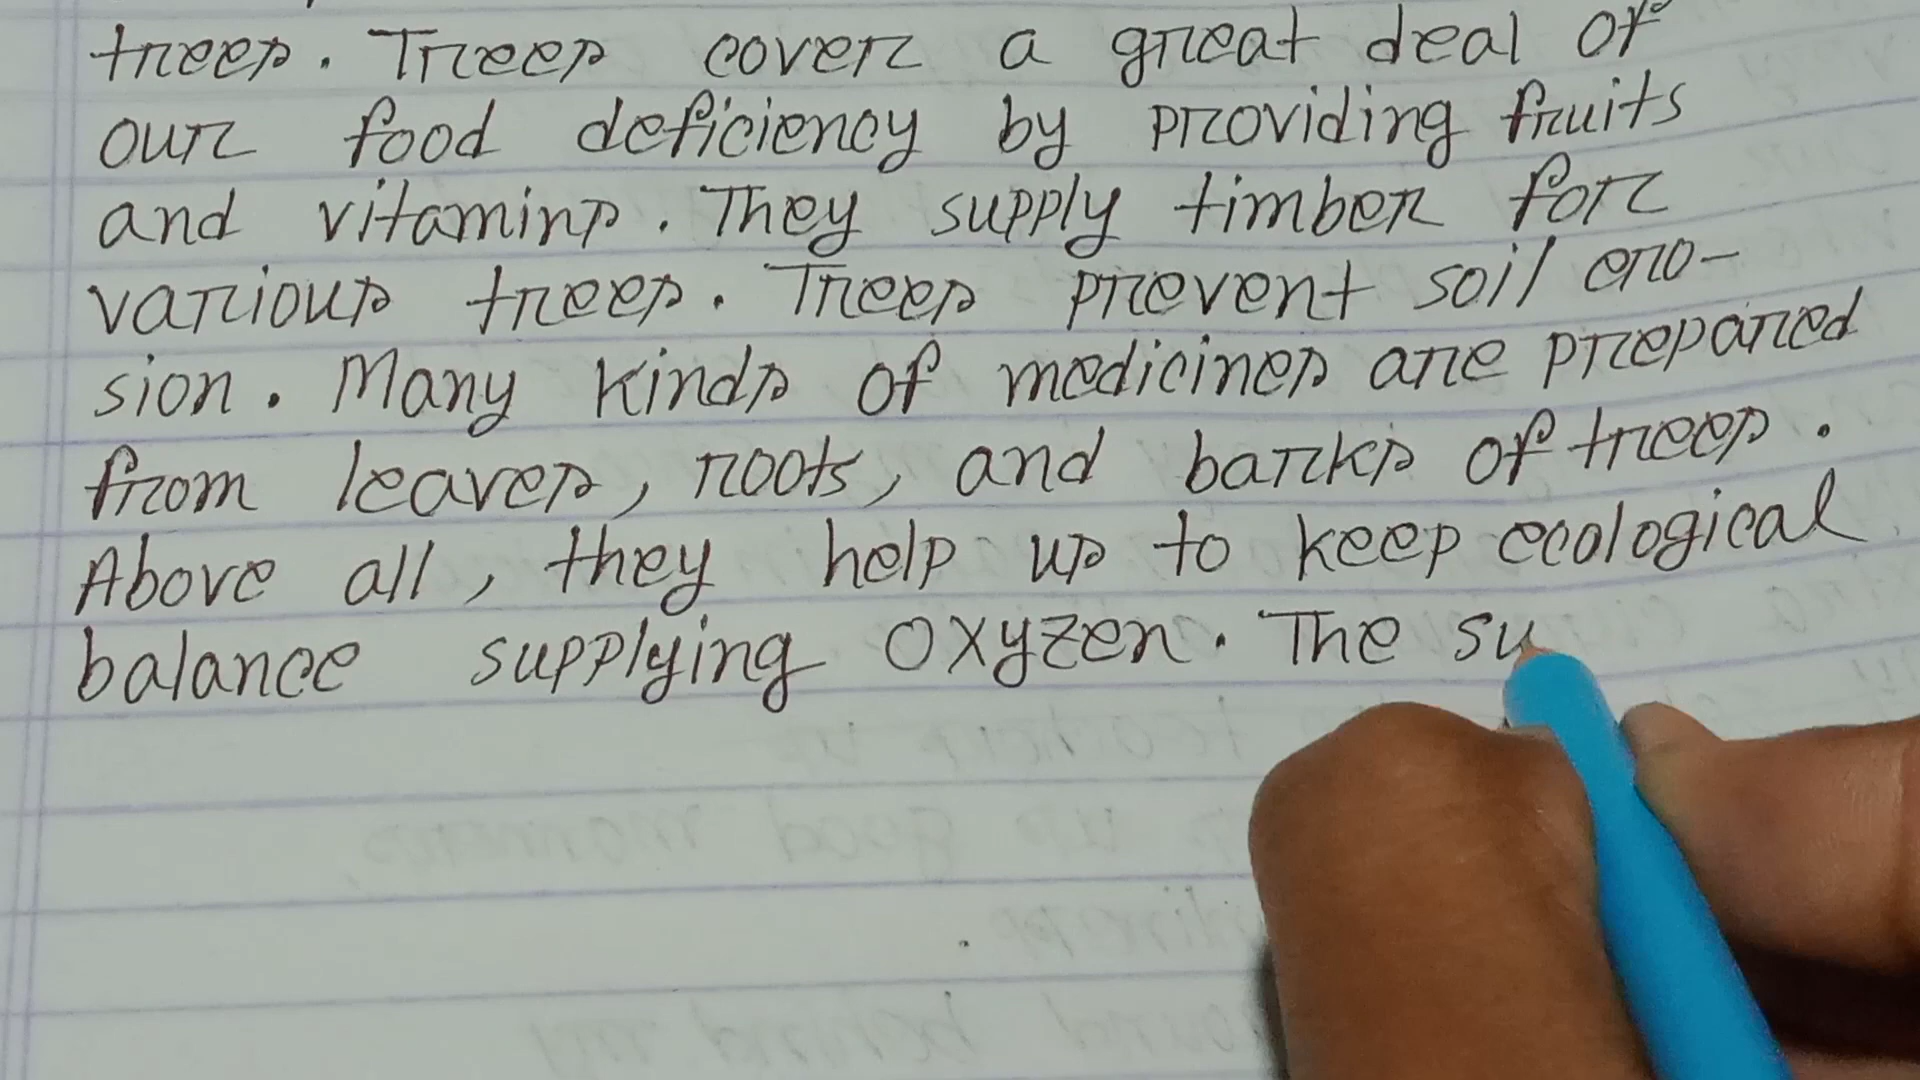 trees. Trees cover a great deal of
our food deficiency by providing fruits
and vitamins. They supply timber for
various trees. Trees prevent soil ero-
sion. Many kinds of medicines are prepared
from leaves, roots, and barks of trees.
Above all, they help us to keep ecological
balance supplying oxyzen. The su